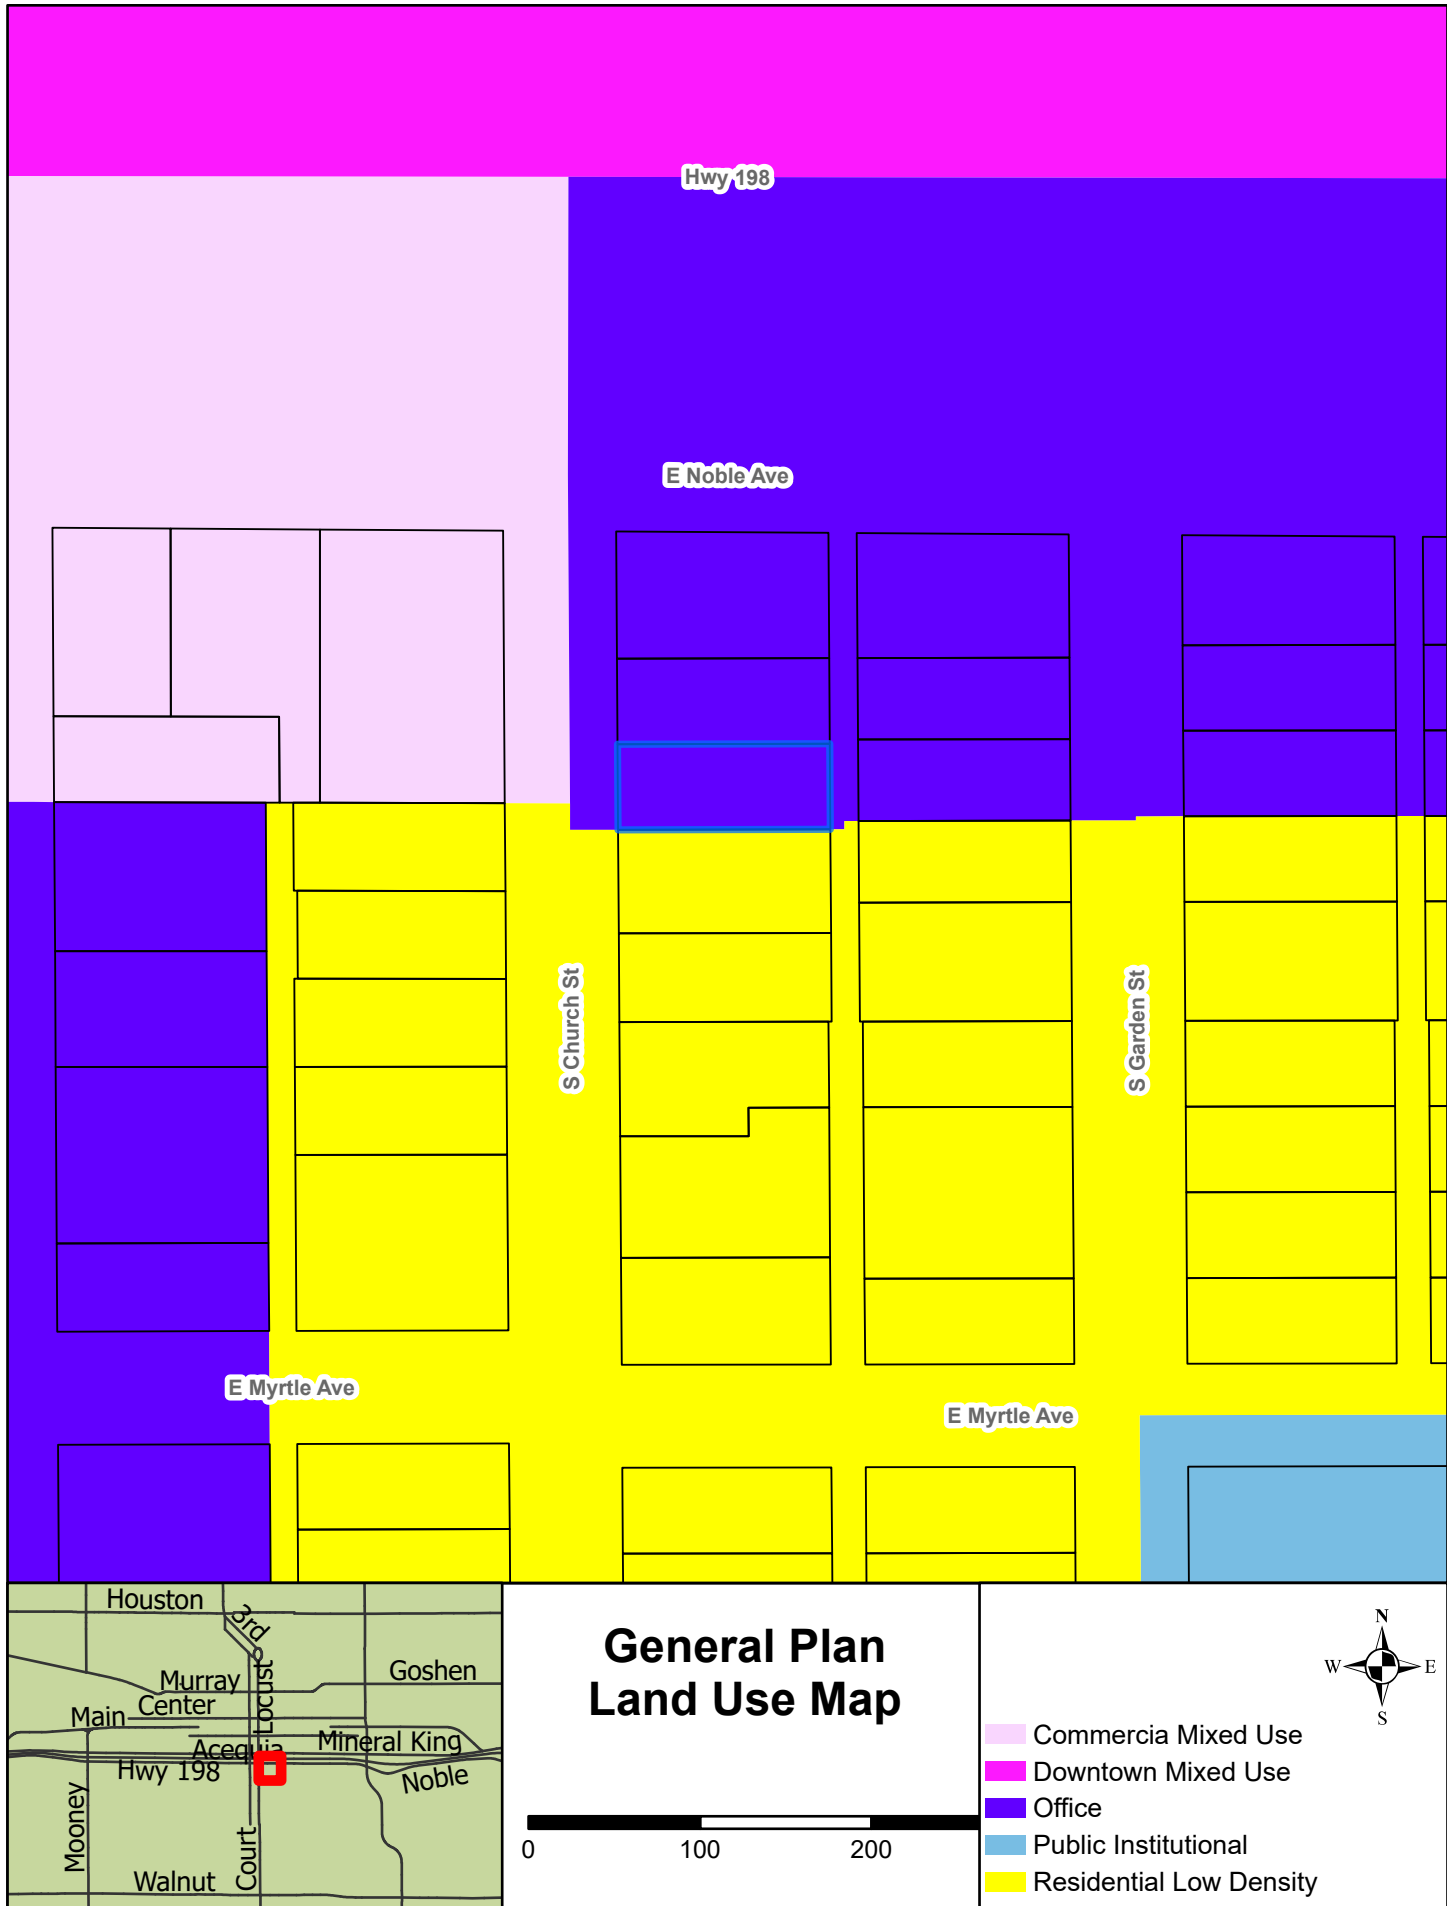 Hwy 198
E Noble Ave
S Church St
S Garden St
E Myrtle Ave
E Myrtle Ave
Houston
3rd
Locust
Murray
Goshen
Center
Main
Mineral King
Acequia
Hwy 198
Noble
Mooney
Court
Walnut
General Plan
Land Use Map
0 100 200
N
W E
S
Commercia Mixed Use
Downtown Mixed Use
Office
Public Institutional
Residential Low Density